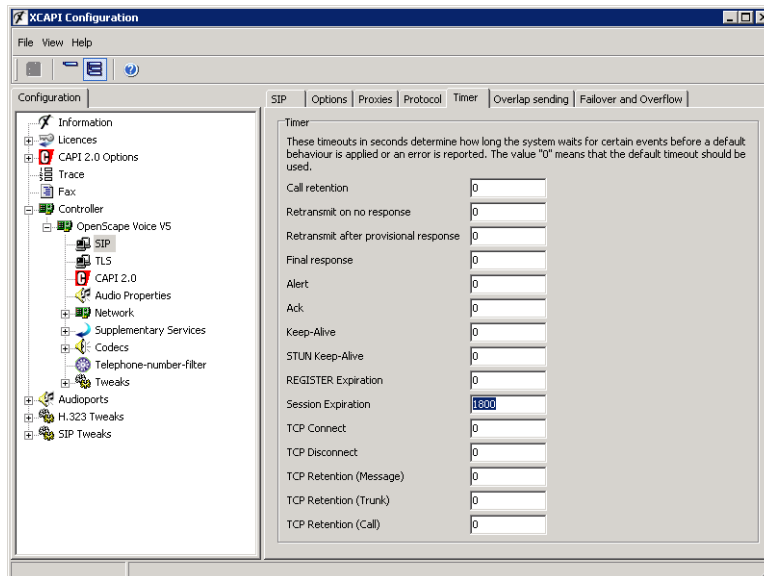 XCAPI Configuration
File View Help
Configuration
Information
Licences
CAPI 2.0 Options
Trace
Fax
Controller
OpenScape Voice V5
SIP
TLS
CAPI 2.0
Audio Properties
Network
Supplementary Services
Codecs
Telephone-number-filter
Tweaks
Audioports
H.323 Tweaks
SIP Tweaks
SIP Options Proxies Protocol Timer Overlap sending Failover and Overflow
Timer
These timeouts in seconds determine how long the system waits for certain events before a default
behaviour is applied or an error is reported. The value "0" means that the default timeout should be
used.
Call retention 0
Retransmit on no response 0
Retransmit after provisional response 0
Final response 0
Alert 0
Ack 0
Keep-Alive 0
STUN Keep-Alive 0
REGISTER Expiration 0
Session Expiration 1800
TCP Connect 0
TCP Disconnect 0
TCP Retention (Message) 0
TCP Retention (Trunk) 0
TCP Retention (Call) 0